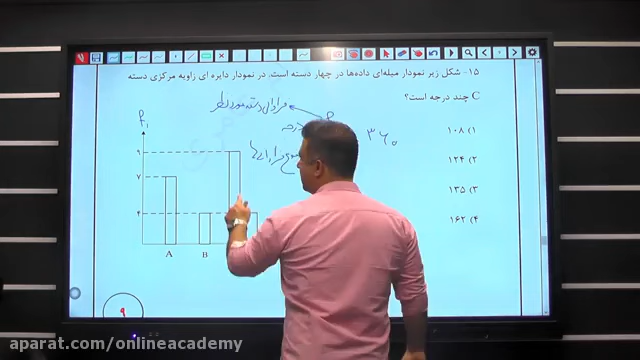 ۱۵- شکل زیر نمودار میله‌ای داده‌ها در چهار دسته است. در نمودار دایره ای زاویه مرکزی دسته
C چند درجه است؟
۱۰۸ (۱
۱۲۴ (۲
۱۳۵ (۳
۱۶۲ (۴
۳۶۰
۹
۷
۴
A B
۹
aparat.com/onlineacademy